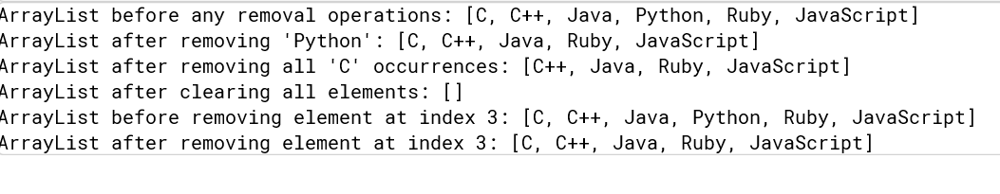 ArrayList before any removal operations: [C, C++, Java, Python, Ruby, JavaScript]
ArrayList after removing 'Python': [C, C++, Java, Ruby, JavaScript]
ArrayList after removing all 'C' occurrences: [C++, Java, Ruby, JavaScript]
ArrayList after clearing all elements: []
ArrayList before removing element at index 3: [C, C++, Java, Python, Ruby, JavaScript]
ArrayList after removing element at index 3: [C, C++, Java, Ruby, JavaScript]